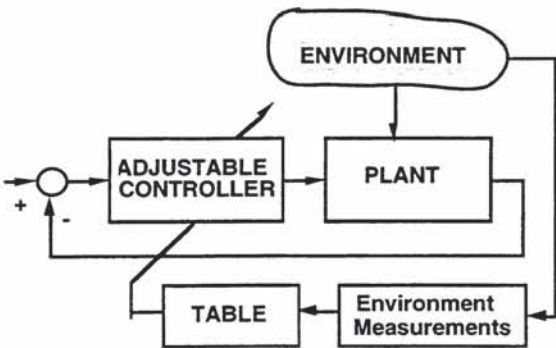 ENVIRONMENT
ADJUSTABLE
CONTROLLER
PLANT
+
-
TABLE
Environment
Measurements